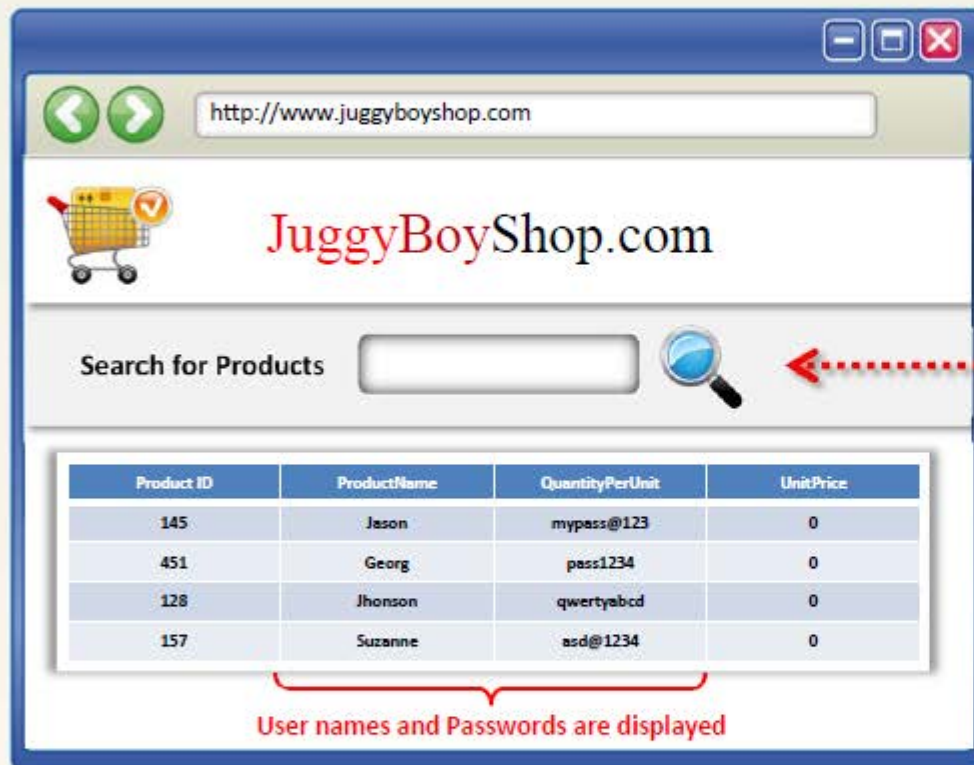 http://www.juggyboyshop.com
JuggyBoyShop.com
Search for Products
Product ID ProductName QuantityPerUnit UnitPrice
145 Jason mypass@123 0
451 Georg pass1234 0
128 Jhonson qwertyabcd 0
157 Suzanne asd@1234 0
User names and Passwords are displayed